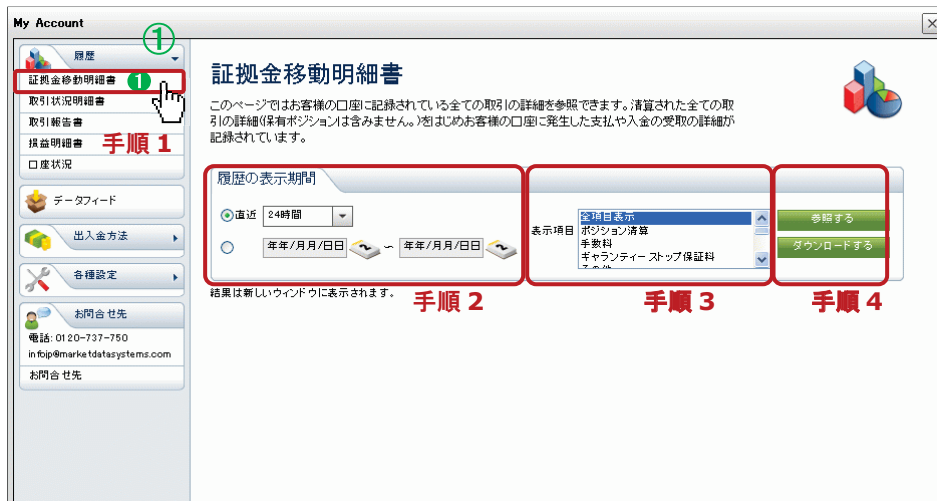 My Account
①
履歴
証拠金移動明細書 ❶
取引状況明細書
取引報告書
損益明細書
手順 1
口座状況
データフィード
出入金方法
各種設定
お問合せ先
電話: 0120-737-750
infojp@marketdatasystems.com
お問合せ先
証拠金移動明細書
このページではお客様の口座に記録されている全ての取引の詳細を参照できます。清算された全ての取
引の詳細(保有ポジションは含みません。)をはじめお客様の口座に発生した支払や入金の受取の詳細が
記録されています。
履歴の表示期間
直近 24時間
年年/月月/日日 ~ 年年/月月/日日
表示項目
全項目表示
ポジション清算
手数料
ギャランティーストップ保証料
その他
参照する
ダウンロードする
結果は新しいウィンドウに表示されます。
手順 2
手順 3
手順 4